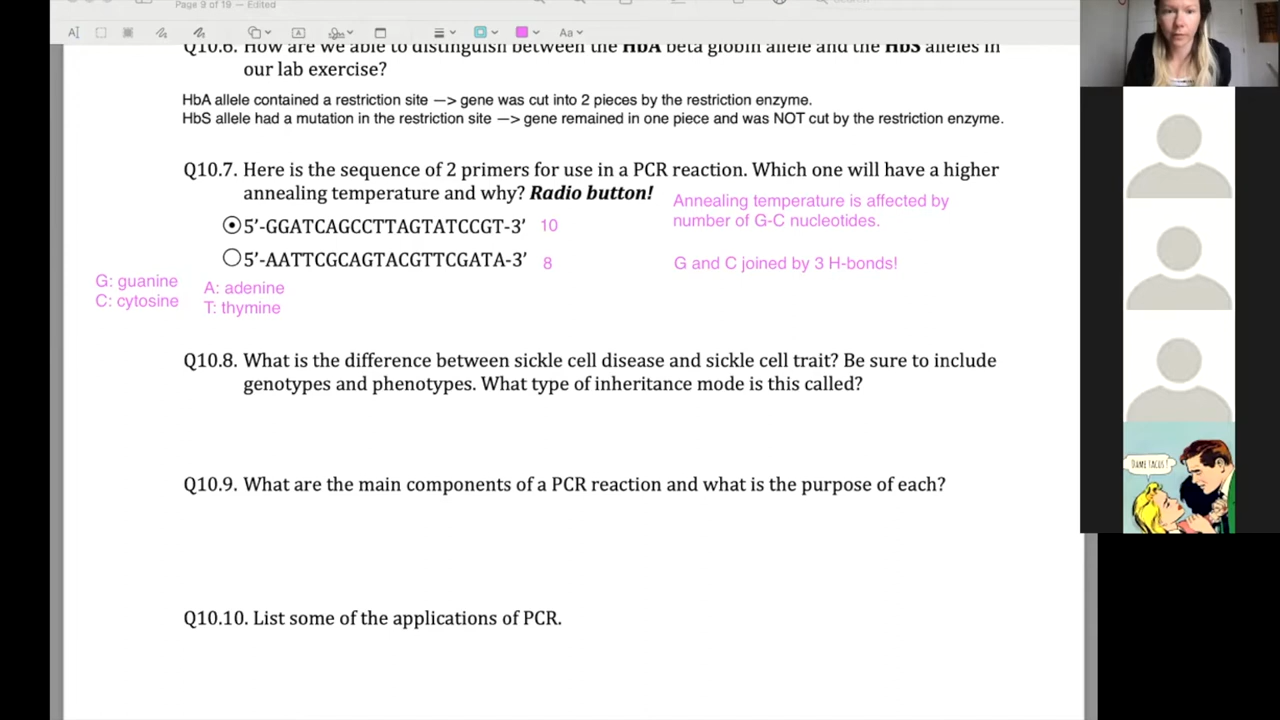 Page 9 of 19 — Edited
Aa
Q10.6. How are we able to distinguish between the HbA beta globin allele and the HbS alleles in
our lab exercise?
HbA allele contained a restriction site —> gene was cut into 2 pieces by the restriction enzyme.
HbS allele had a mutation in the restriction site —> gene remained in one piece and was NOT cut by the restriction enzyme.
Q10.7. Here is the sequence of 2 primers for use in a PCR reaction. Which one will have a higher
annealing temperature and why? Radio button!
Annealing temperature is affected by
number of G-C nucleotides.
5’-GGATCAGCCTTAGTATCCGT-3’ 10
5’-AATTCGCAGTACGTTCGATA-3’ 8
G and C joined by 3 H-bonds!
G: guanine
C: cytosine
A: adenine
T: thymine
Q10.8. What is the difference between sickle cell disease and sickle cell trait? Be sure to include
genotypes and phenotypes. What type of inheritance mode is this called?
DAME TACOS!
Q10.9. What are the main components of a PCR reaction and what is the purpose of each?
Q10.10. List some of the applications of PCR.